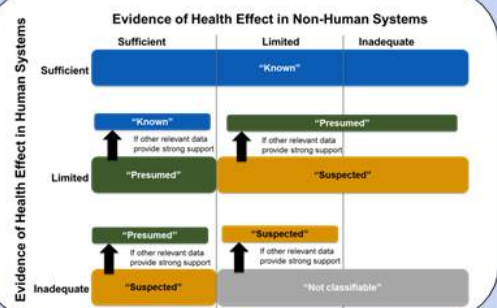 Evidence of Health Effect in Non-Human Systems
Sufficient Limited Inadequate
Evidence of Health Effect in Human Systems
Sufficient
“Known”
“Known”
“Presumed”
If other relevant data
provide strong support
If other relevant data
provide strong support
Limited
“Presumed”
“Suspected”
“Presumed”
“Suspected”
If other relevant data
provide strong support
If other relevant data
provide strong support
Inadequate
“Suspected”
“Not classifiable”